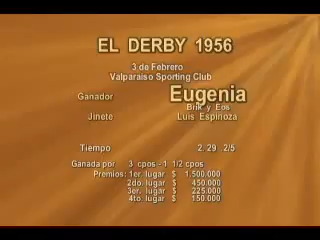 EL DERBY 1956
3 de Febrero
Valparaiso Sporting Club
Ganador Eugenia
Brik y Eos
Jinete Luis Espinoza
Tiempo 2. 29. 2/5
Ganada por 3 cpos - 1 1/2 cpos
Premios: 1er. lugar $ 1,500.000
2do. lugar $ 450.000
3er. lugar $ 225.000
4to. lugar $ 150.000